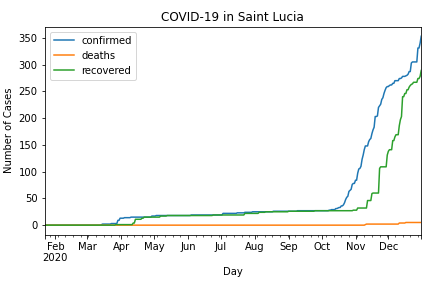 COVID-19 in Saint Lucia
confirmed
deaths
recovered
Number of Cases
350
300
250
200
150
100
50
0
Feb Mar Apr May Jun Jul Aug Sep Oct Nov Dec
2020
Day